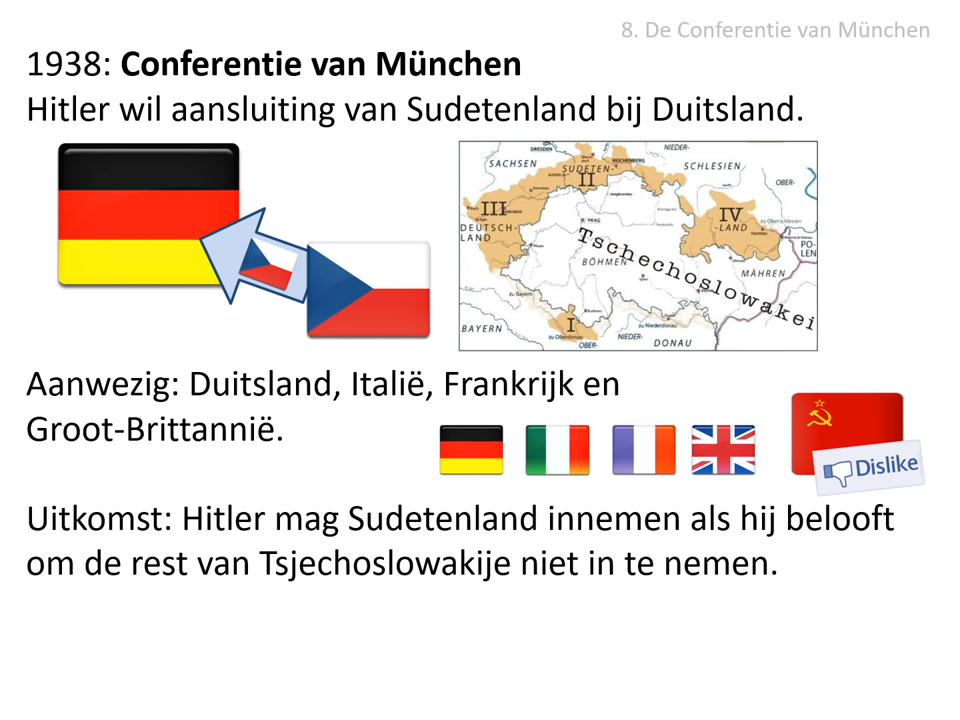 8. De Conferentie van München
1938: Conferentie van München
Hitler wil aansluiting van Sudetenland bij Duitsland.
DRESDEN
NIEDER-
SACHSEN
SUDETEN-
REICHENBERG
SCHLESIEN
II
OBER-
III
IV
zu Oberschlesien
DEUTSCH-
LAND
-LAND
PRAG
PO-
LEN
Tschechoslowakei
BÖHMEN
MÄHREN
zu Bayern
I
BAYERN
zu Oberdonau
OBER-
NIEDER-
zu Niederdonau
DONAU
Aanwezig: Duitsland, Italië, Frankrijk en
Groot-Brittannië.
Dislike
Uitkomst: Hitler mag Sudetenland innemen als hij belooft
om de rest van Tsjechoslowakije niet in te nemen.